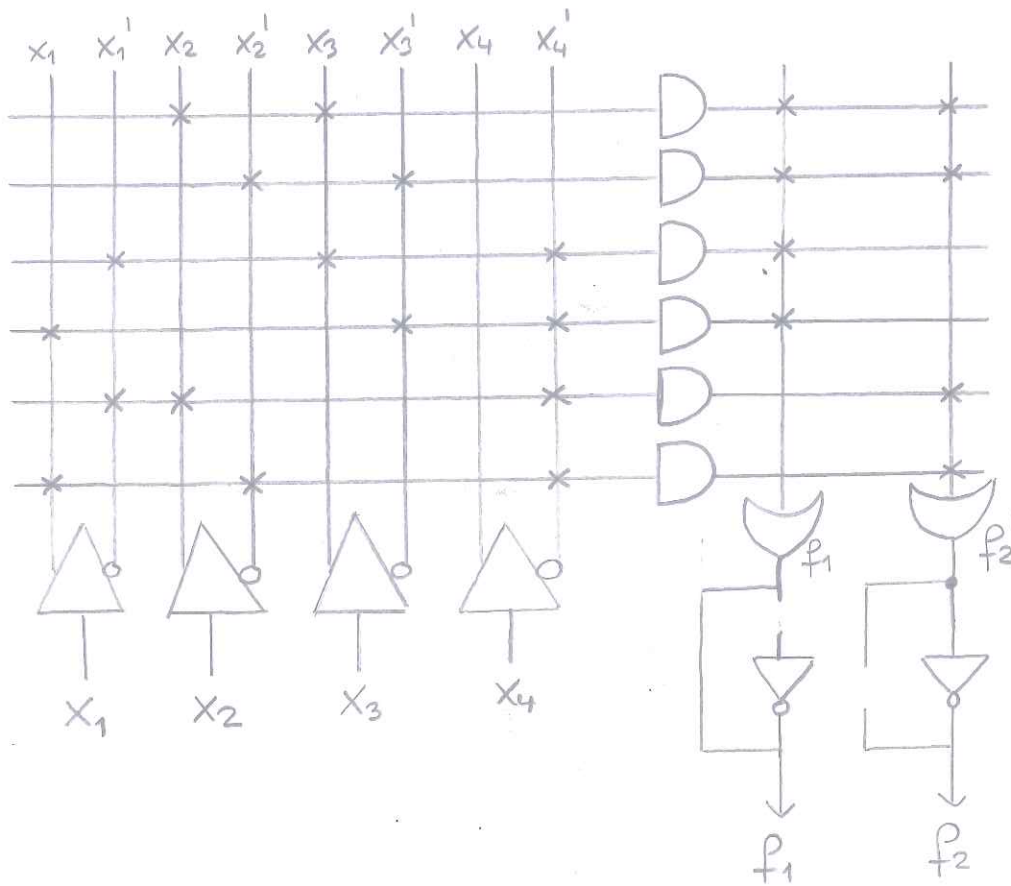 x₁ x₁' x₂ x₂' x₃ x₃' x₄ x₄'
f₁ f₂
x₁ x₂ x₃ x₄
f₁ f₂